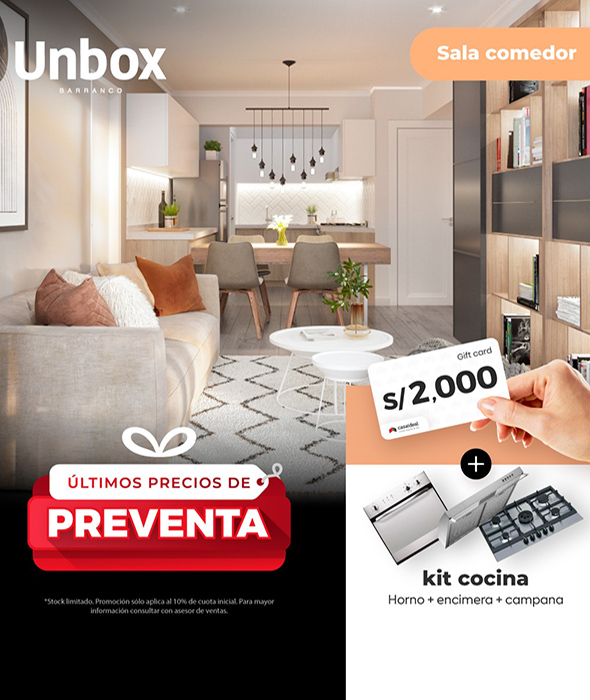 Unbox
BARRANCO
Sala comedor
Gift card
S/2,000
casaideal
+
ÚLTIMOS PRECIOS DE
PREVENTA
kit cocina
Horno + encimera + campana
*Stock limitado. Promoción sólo aplica al 10% de cuota inicial. Para mayor
información consultar con asesor de ventas.